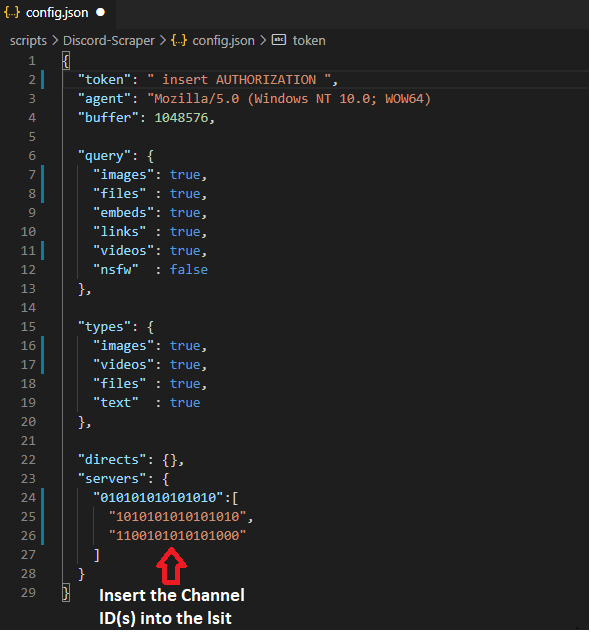 {..} config.json ●
scripts > Discord-Scraper > {..} config.json > abc token
1 {
2 "token": " insert AUTHORIZATION ",
3 "agent": "Mozilla/5.0 (Windows NT 10.0; WOW64)
4 "buffer": 1048576,
5
6 "query": {
7 "images": true,
8 "files" : true,
9 "embeds": true,
10 "links" : true,
11 "videos": true,
12 "nsfw"  : false
13 },
14
15 "types": {
16 "images": true,
17 "videos": true,
18 "files" : true,
19 "text"  : true
20 },
21
22 "directs": {},
23 "servers": {
24 "010101010101010":[
25 "1010101010101010",
26 "1100101010101000"
27 ]
28 }
29 }
Insert the Channel
ID(s) into the lsit